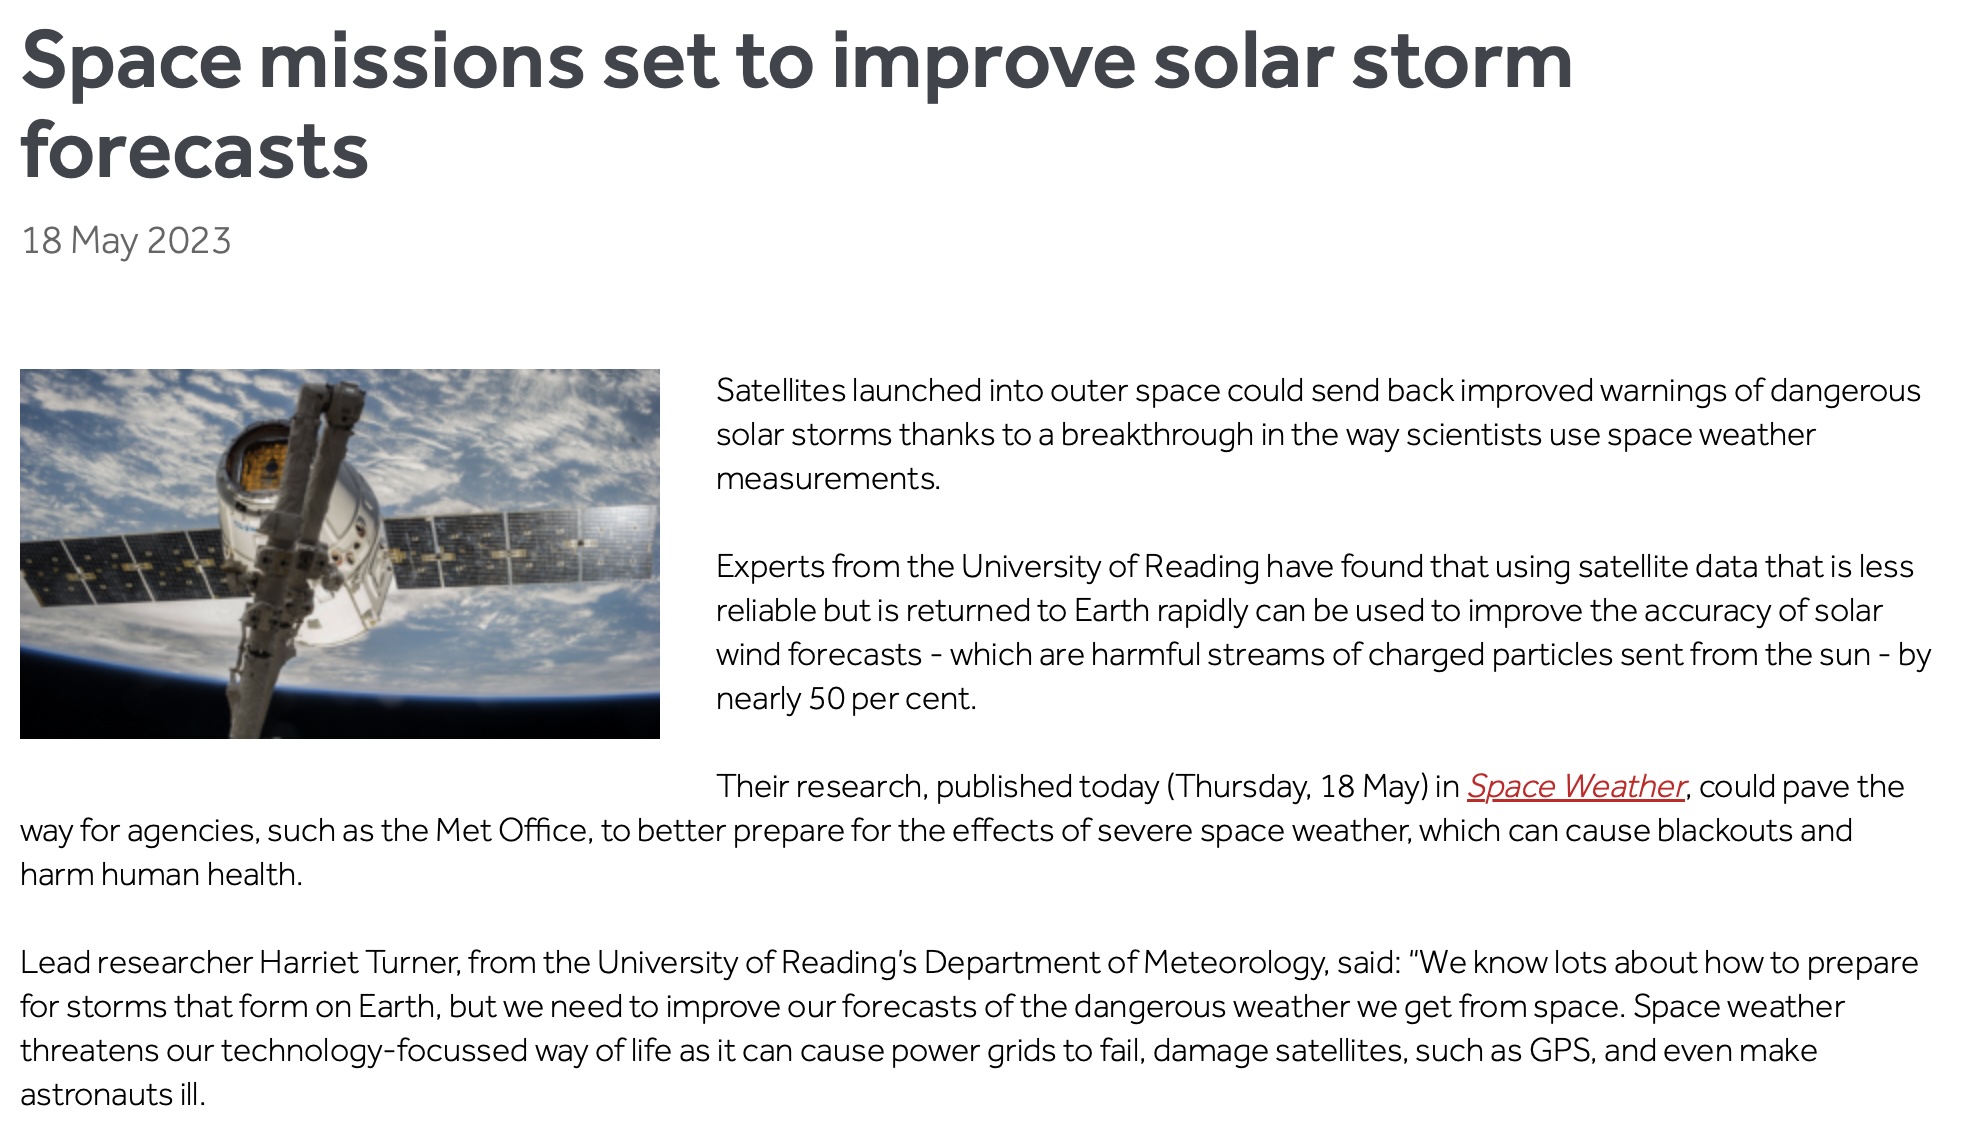 Space missions set to improve solar storm
forecasts
18 May 2023
Satellites launched into outer space could send back improved warnings of dangerous
solar storms thanks to a breakthrough in the way scientists use space weather
measurements.
Experts from the University of Reading have found that using satellite data that is less
reliable but is returned to Earth rapidly can be used to improve the accuracy of solar
wind forecasts - which are harmful streams of charged particles sent from the sun - by
nearly 50 per cent.
Their research, published today (Thursday, 18 May) in Space Weather, could pave the
way for agencies, such as the Met Office, to better prepare for the effects of severe space weather, which can cause blackouts and
harm human health.
Lead researcher Harriet Turner, from the University of Reading's Department of Meteorology, said: "We know lots about how to prepare
for storms that form on Earth, but we need to improve our forecasts of the dangerous weather we get from space. Space weather
threatens our technology-focussed way of life as it can cause power grids to fail, damage satellites, such as GPS, and even make
astronauts ill.